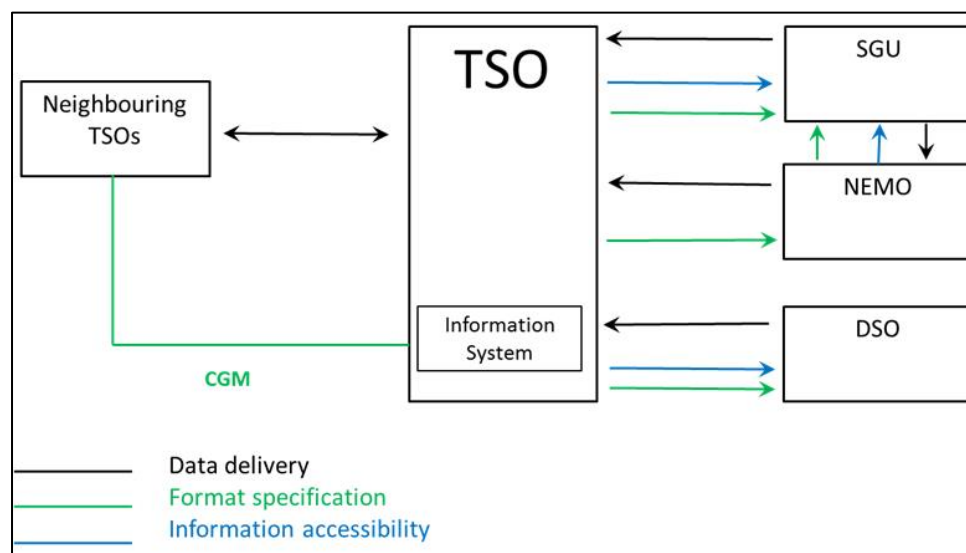 TSO
SGU
Neighbouring
TSOs
NEMO
Information
System
DSO
CGM
Data delivery
Format specification
Information accessibility